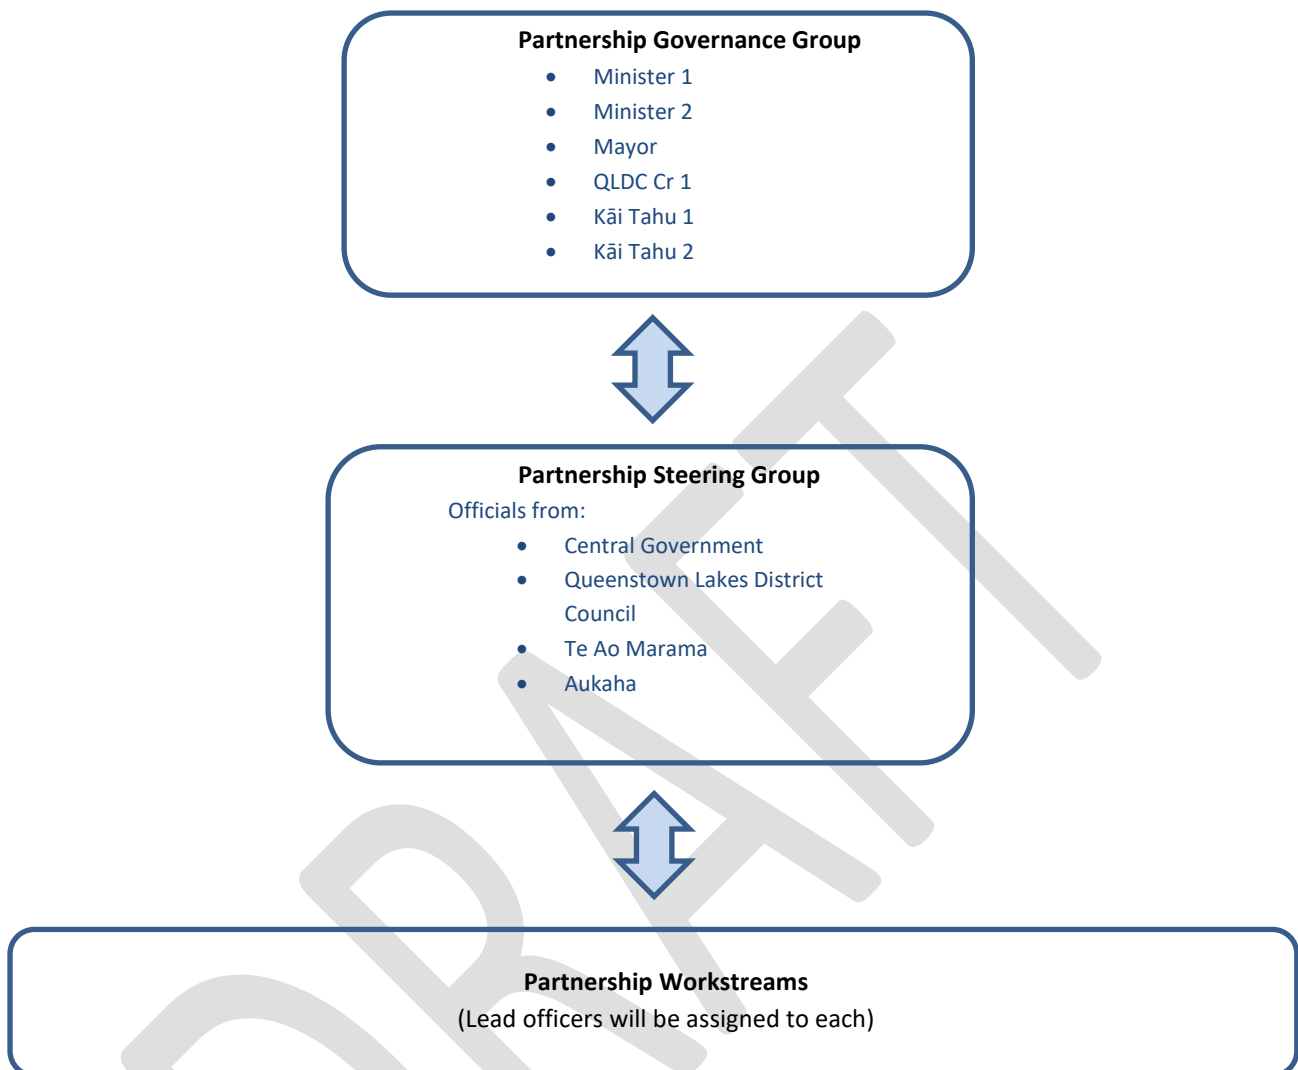 Partnership Governance Group
• Minister 1
• Minister 2
• Mayor
• QLDC Cr 1
• Kāi Tahu 1
• Kāi Tahu 2
Partnership Steering Group
Officials from:
• Central Government
• Queenstown Lakes District
Council
• Te Ao Marama
• Aukaha
Partnership Workstreams
(Lead officers will be assigned to each)
DRAFT